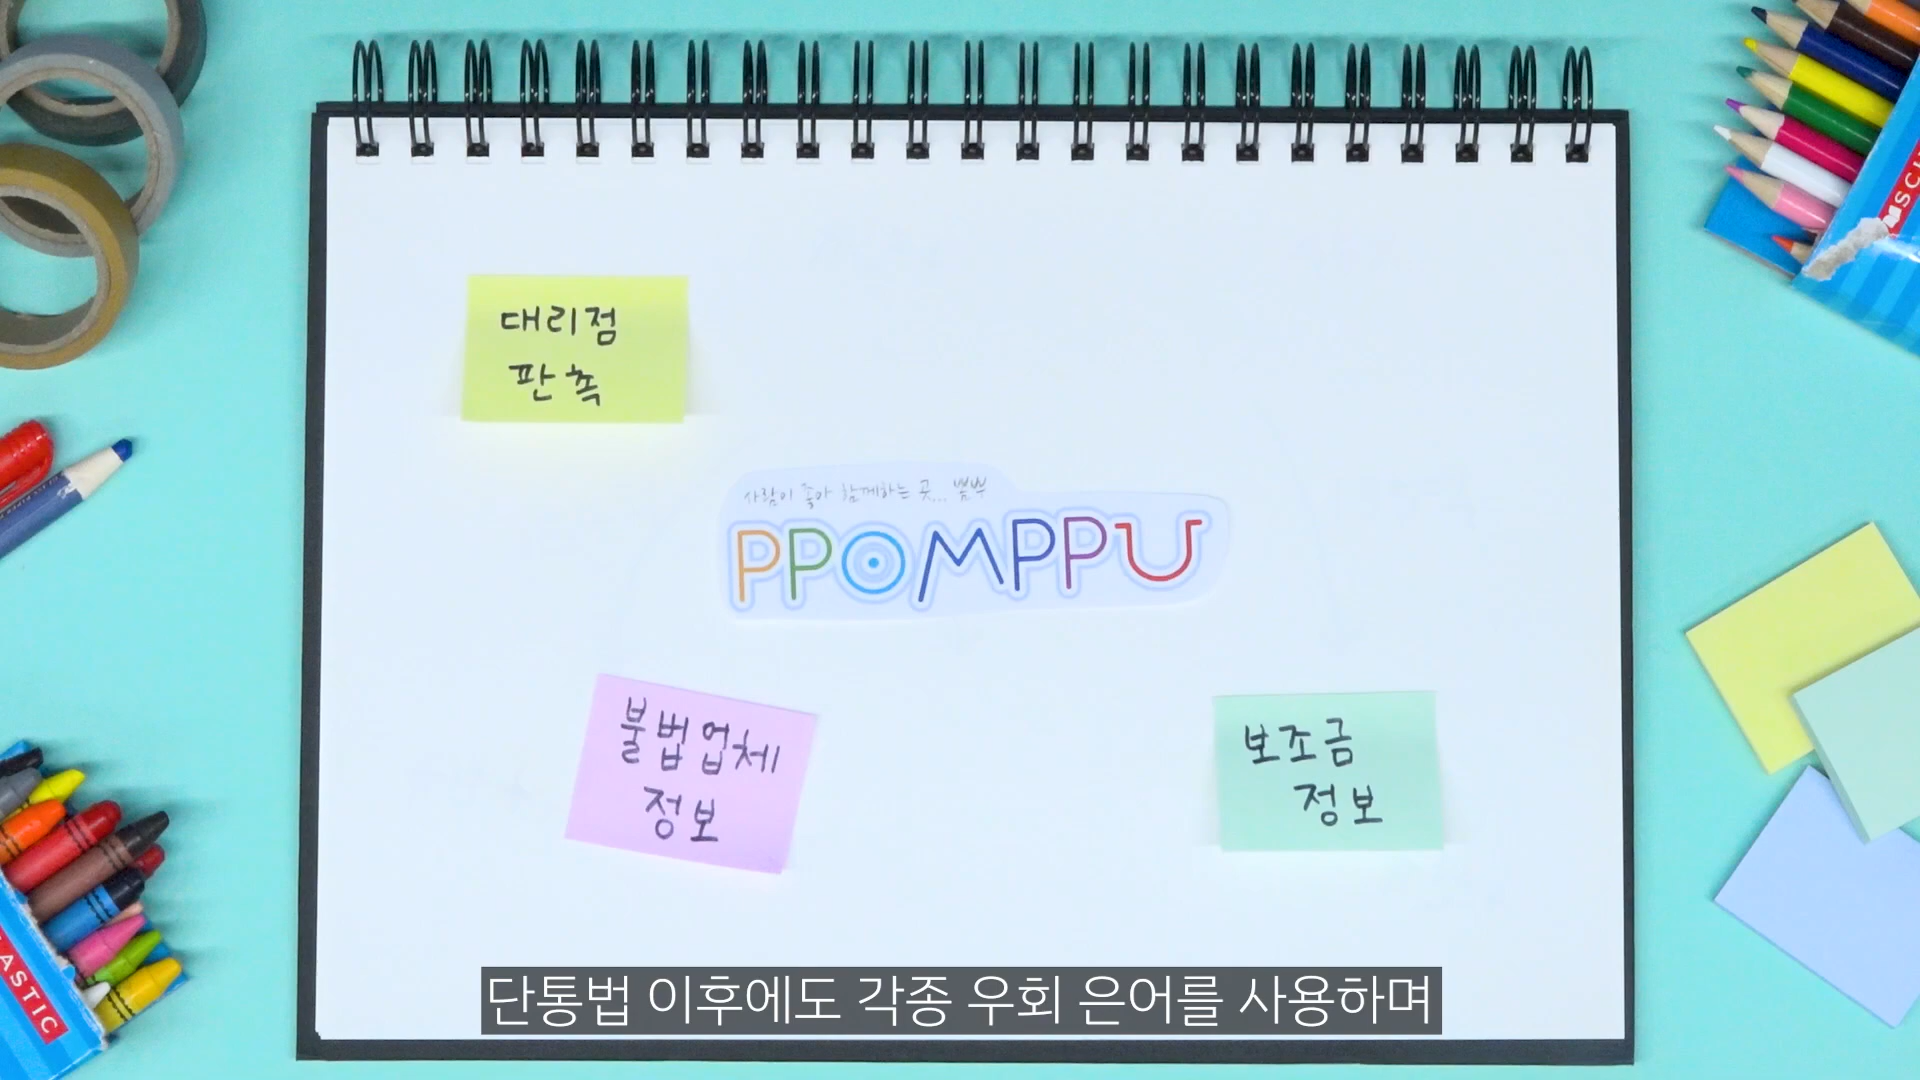 대리점
판촉
사람이 좋아 함께하는 곳... 뽐뿌
PPOMPPU
불법업체
정보
보조금
정보
단통법 이후에도 각종 우회 은어를 사용하며
ASTIC
SCH